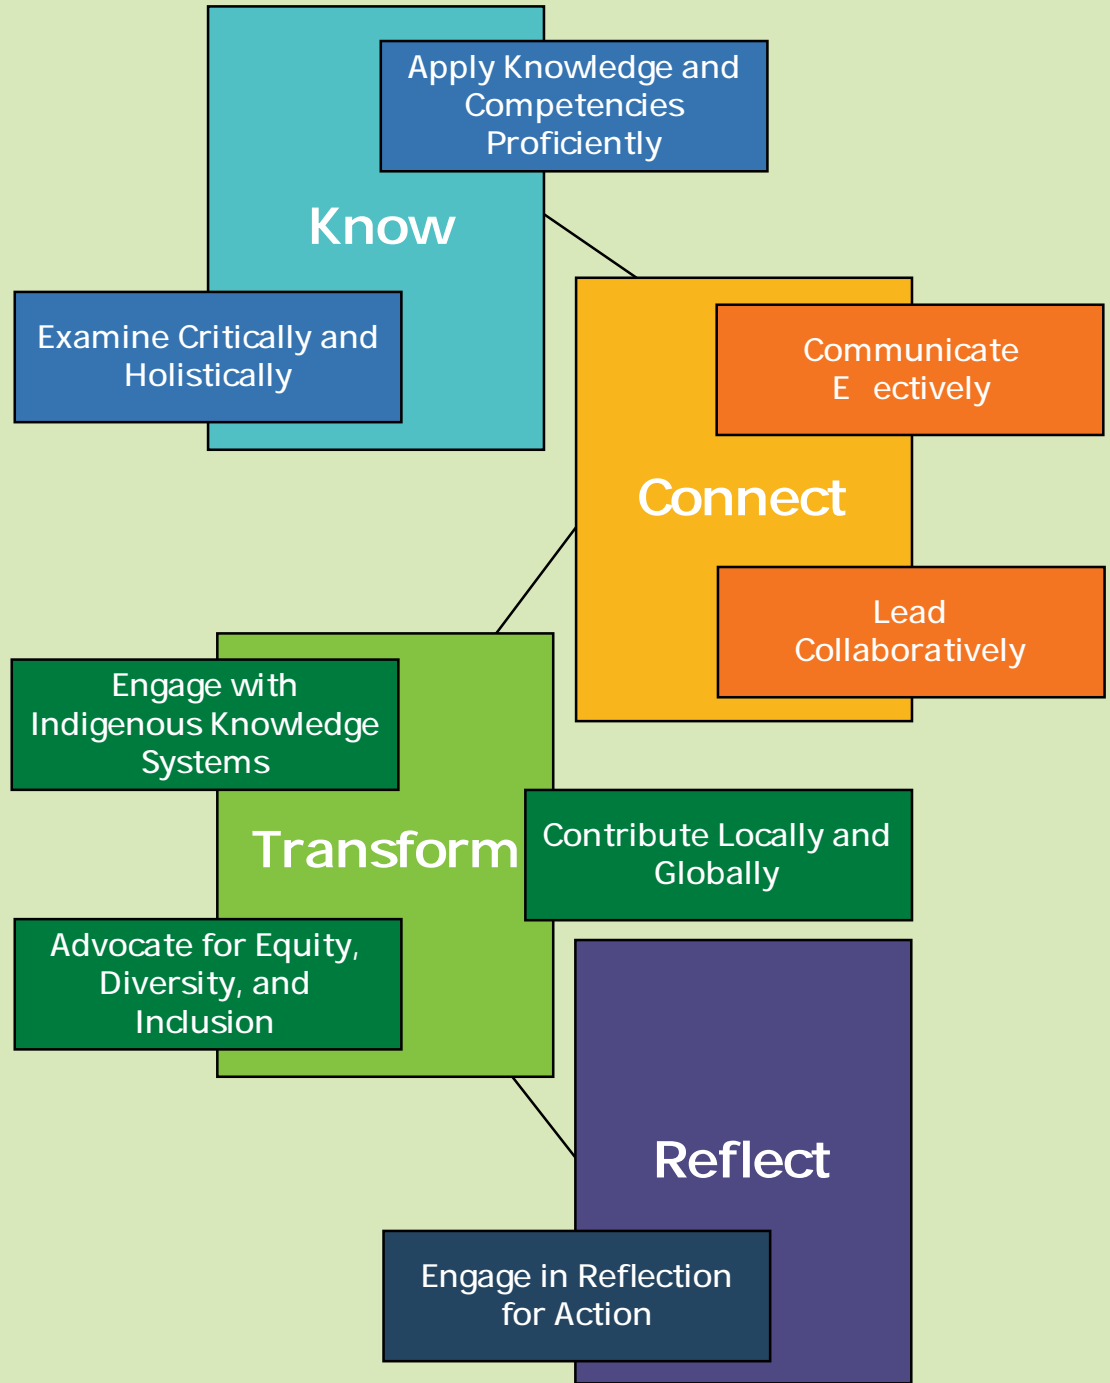 Apply Knowledge and
Competencies
Proficiently
Know
Examine Critically and
Holistically
Communicate
E ectively
Connect
Lead
Collaboratively
Engage with
Indigenous Knowledge
Systems
Transform
Contribute Locally and
Globally
Advocate for Equity,
Diversity, and
Inclusion
Reflect
Engage in Reflection
for Action